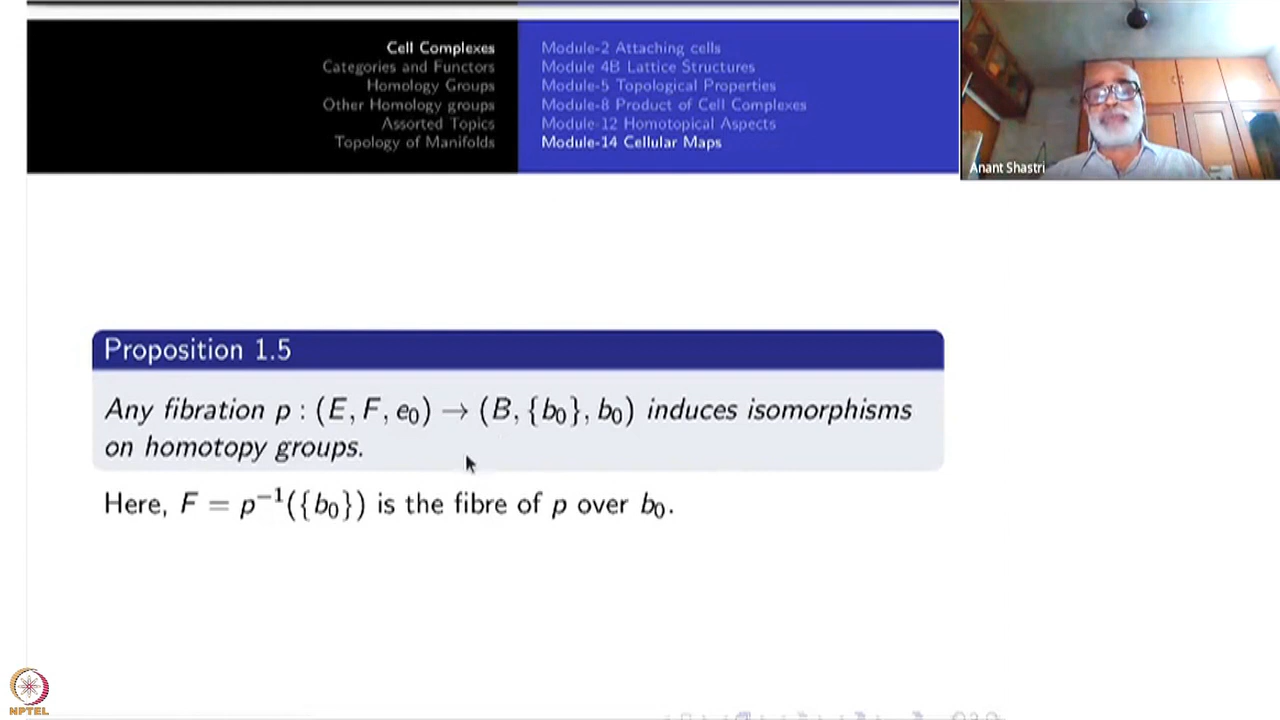 Cell Complexes
Categories and Functors
Homology Groups
Other Homology groups
Assorted Topics
Topology of Manifolds
Module-2 Attaching cells
Module 4B Lattice Structures
Module-5 Topological Properties
Module-8 Product of Cell Complexes
Module-12 Homotopical Aspects
Module-14 Cellular Maps
Anant Shastri
Proposition 1.5
Any fibration p : (E, F, e₀) → (B, {b₀}, b₀) induces isomorphisms
on homotopy groups.
Here, F = p⁻¹({b₀}) is the fibre of p over b₀.
NPTEL